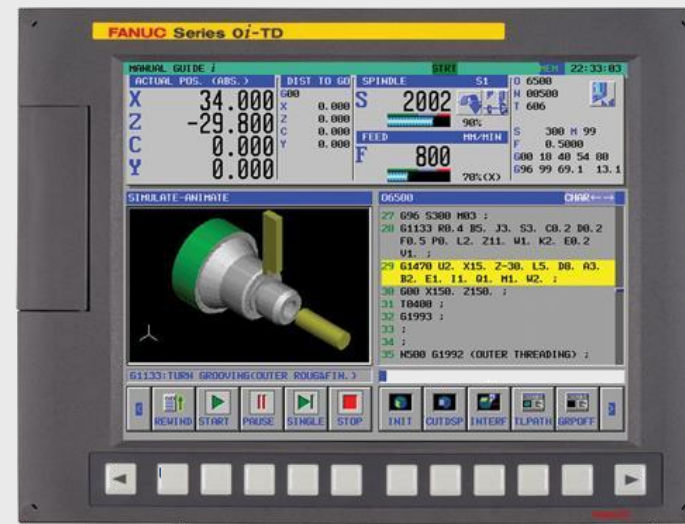 FANUC Series 0i-TD
MANUAL GUIDE i STRT MEM 22:33:03
ACTUAL POS. (ABS.) DIST TO GO SPINDLE S1 O 6500
X 34.000 G00 S 2002 N 00500
Z -29.800 X 0.000 90% T 606
C 0.000 Z 0.000 FEED MM/MIN S 300 M 99
Y 0.000 C 0.000 F 800 F 0.5000
Y 0.000 70%(X) G00 18 40 54 80
G96 99 69.1 13.1
SIMULATE-ANIMATE
O6500 CHAR←→
27 G96 S300 M03 ;
28 G1133 R0.4 B5. J3. S3. C0.2 D0.2
F0.5 P0. L2. Z11. W1. K2. E0.2
V1. ;
29 G1470 U2. X15. Z-30. L5. D0. A3.
B2. E1. I1. Q1. M1. W2. ;
30 G00 X150. Z150. ;
31 T0400 ;
32 G1993 ;
33 ;
34 ;
35 N500 G1992 (OUTER THREADING) ;
G1133:TURN GROOVING(OUTER ROUG&FIN.)
REWIND START PAUSE SINGLE STOP INIT CUTDSP INTERF TLPATH GRPOFF